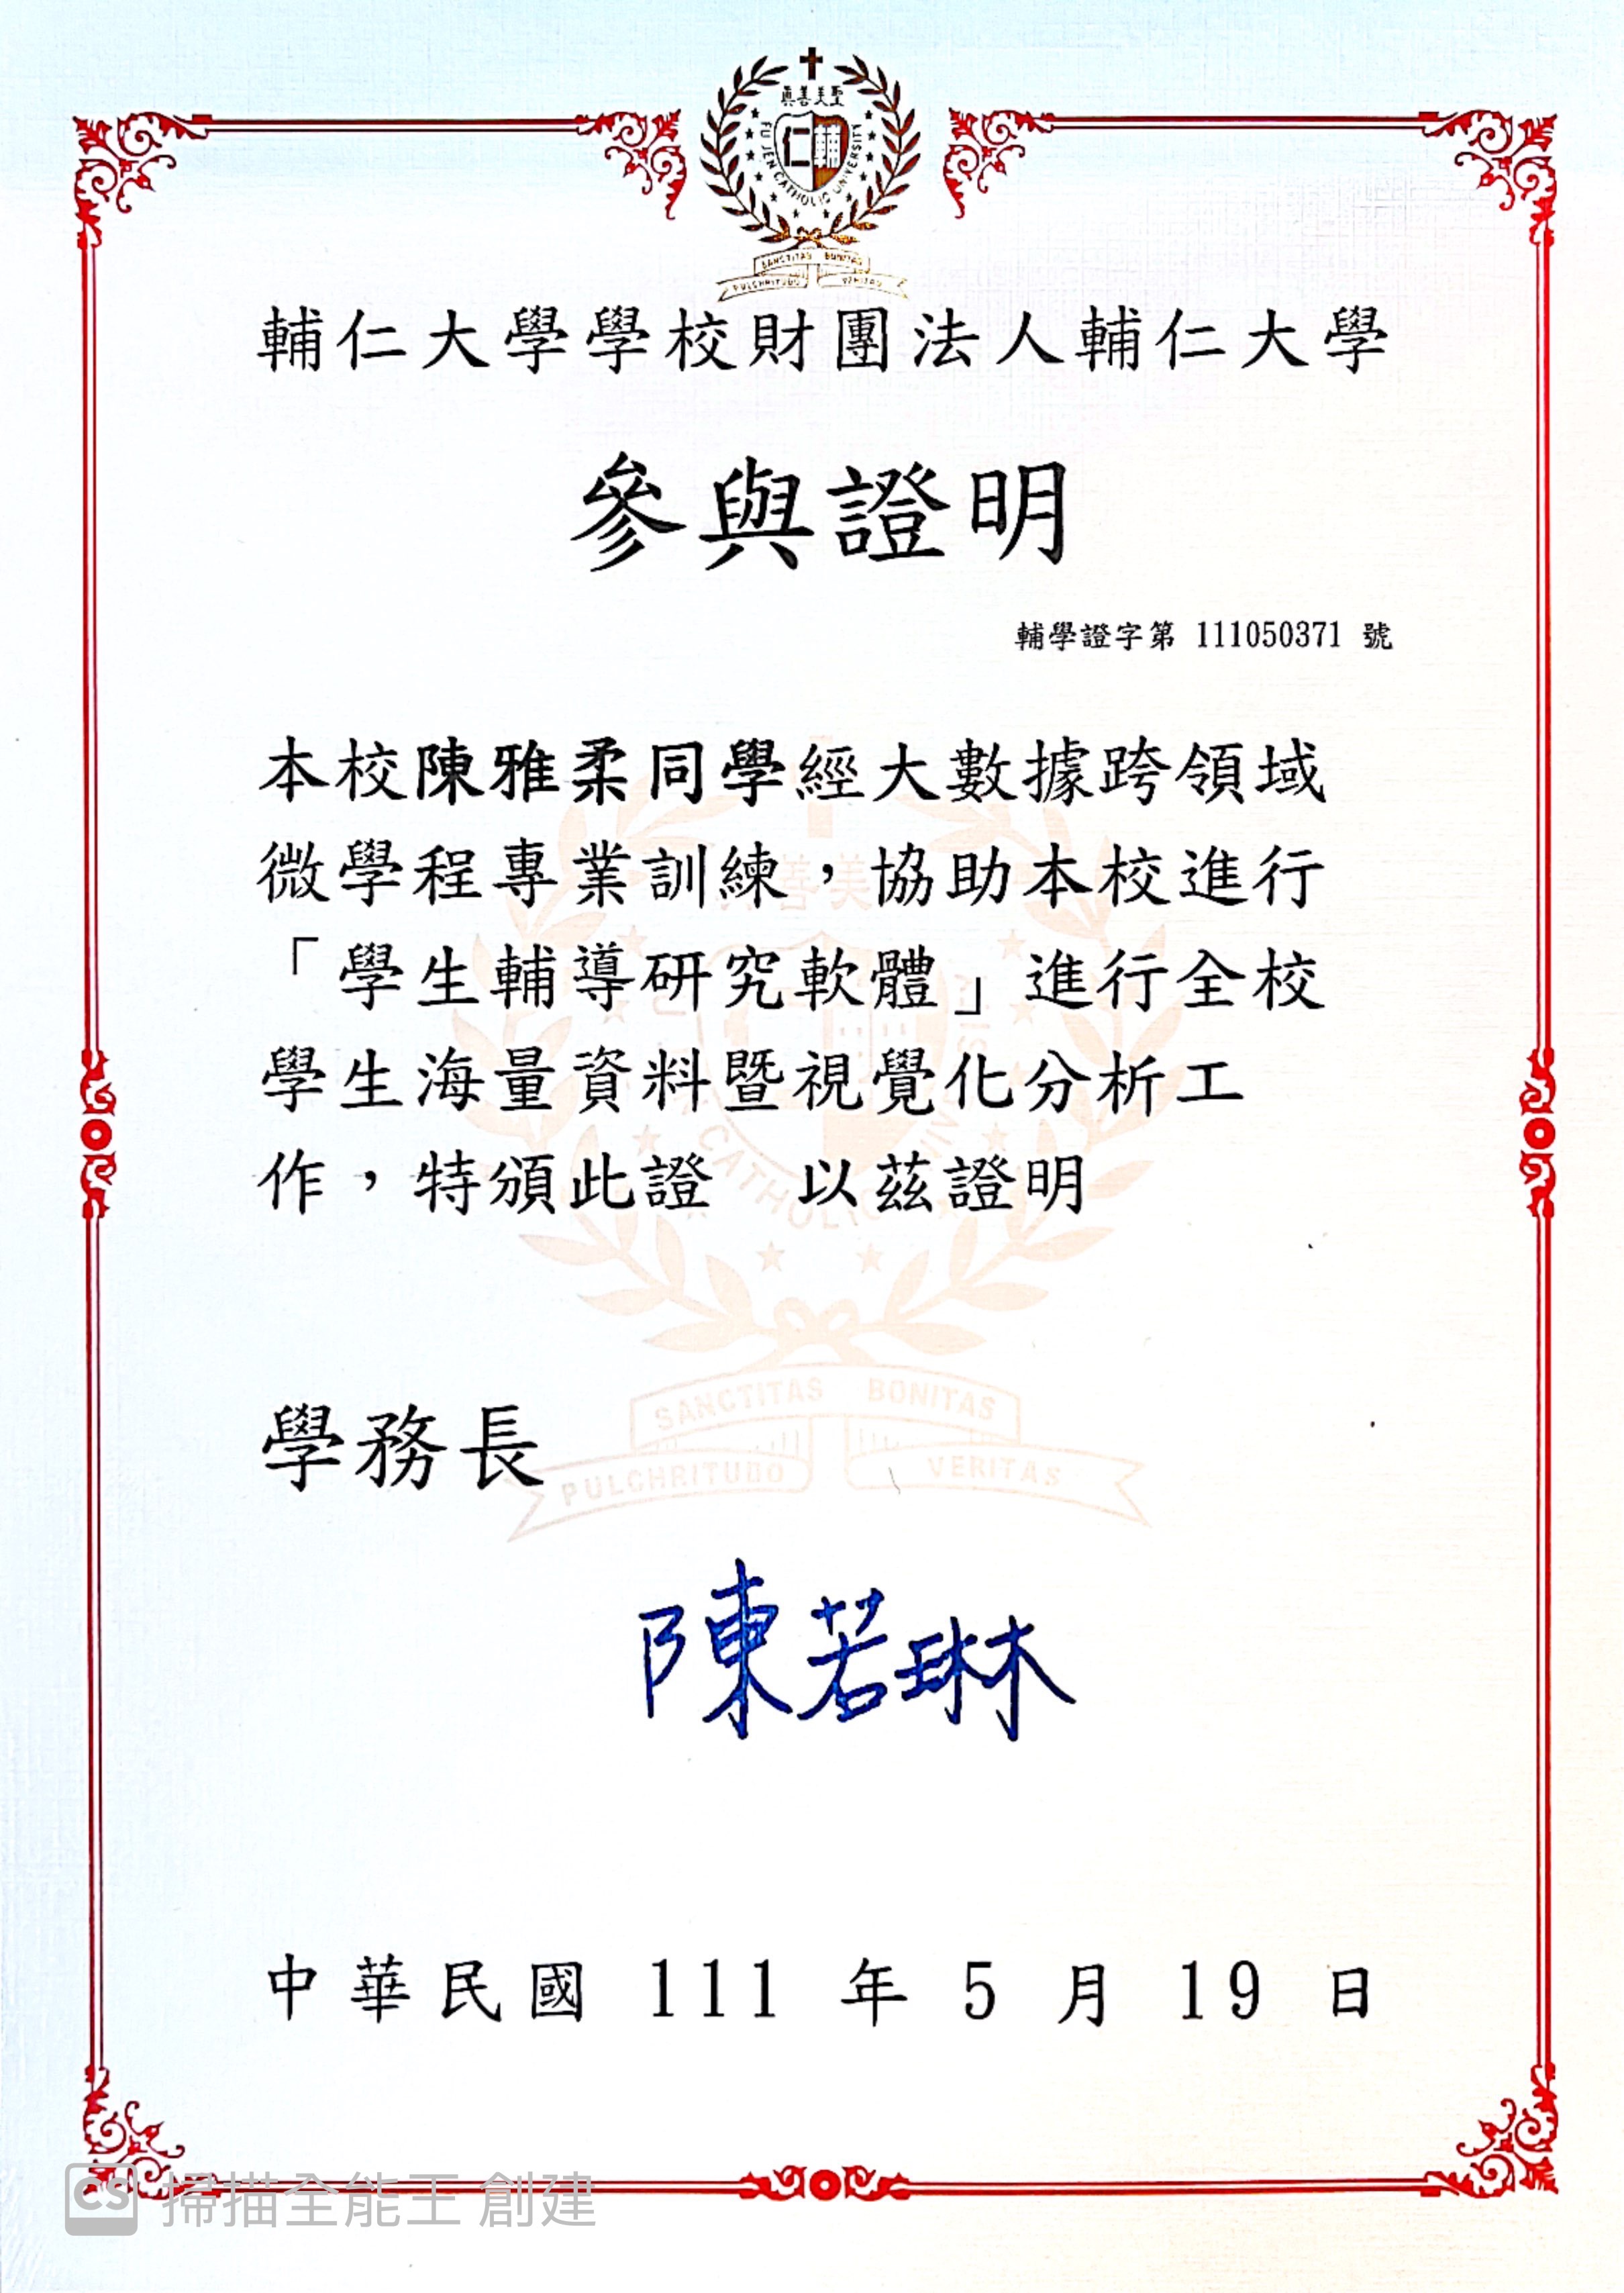 真善美聖
FU JEN CATHOLIC UNIVERSITY
仁輔
SANCTITAS BONITAS
PULCHRITUDO VERITAS
輔仁大學學校財團法人輔仁大學
參與證明
輔學證字第 111050371 號
本校陳雅柔同學經大數據跨領域
微學程專業訓練，協助本校進行
「學生輔導研究軟體」進行全校
學生海量資料暨視覺化分析工
作，特頒此證　以茲證明
SANCTITAS BONITAS
PULCHRITUDO VERITAS
學務長
陳若琳
中華民國 111 年 5 月 19 日
CS 掃描全能王 創建